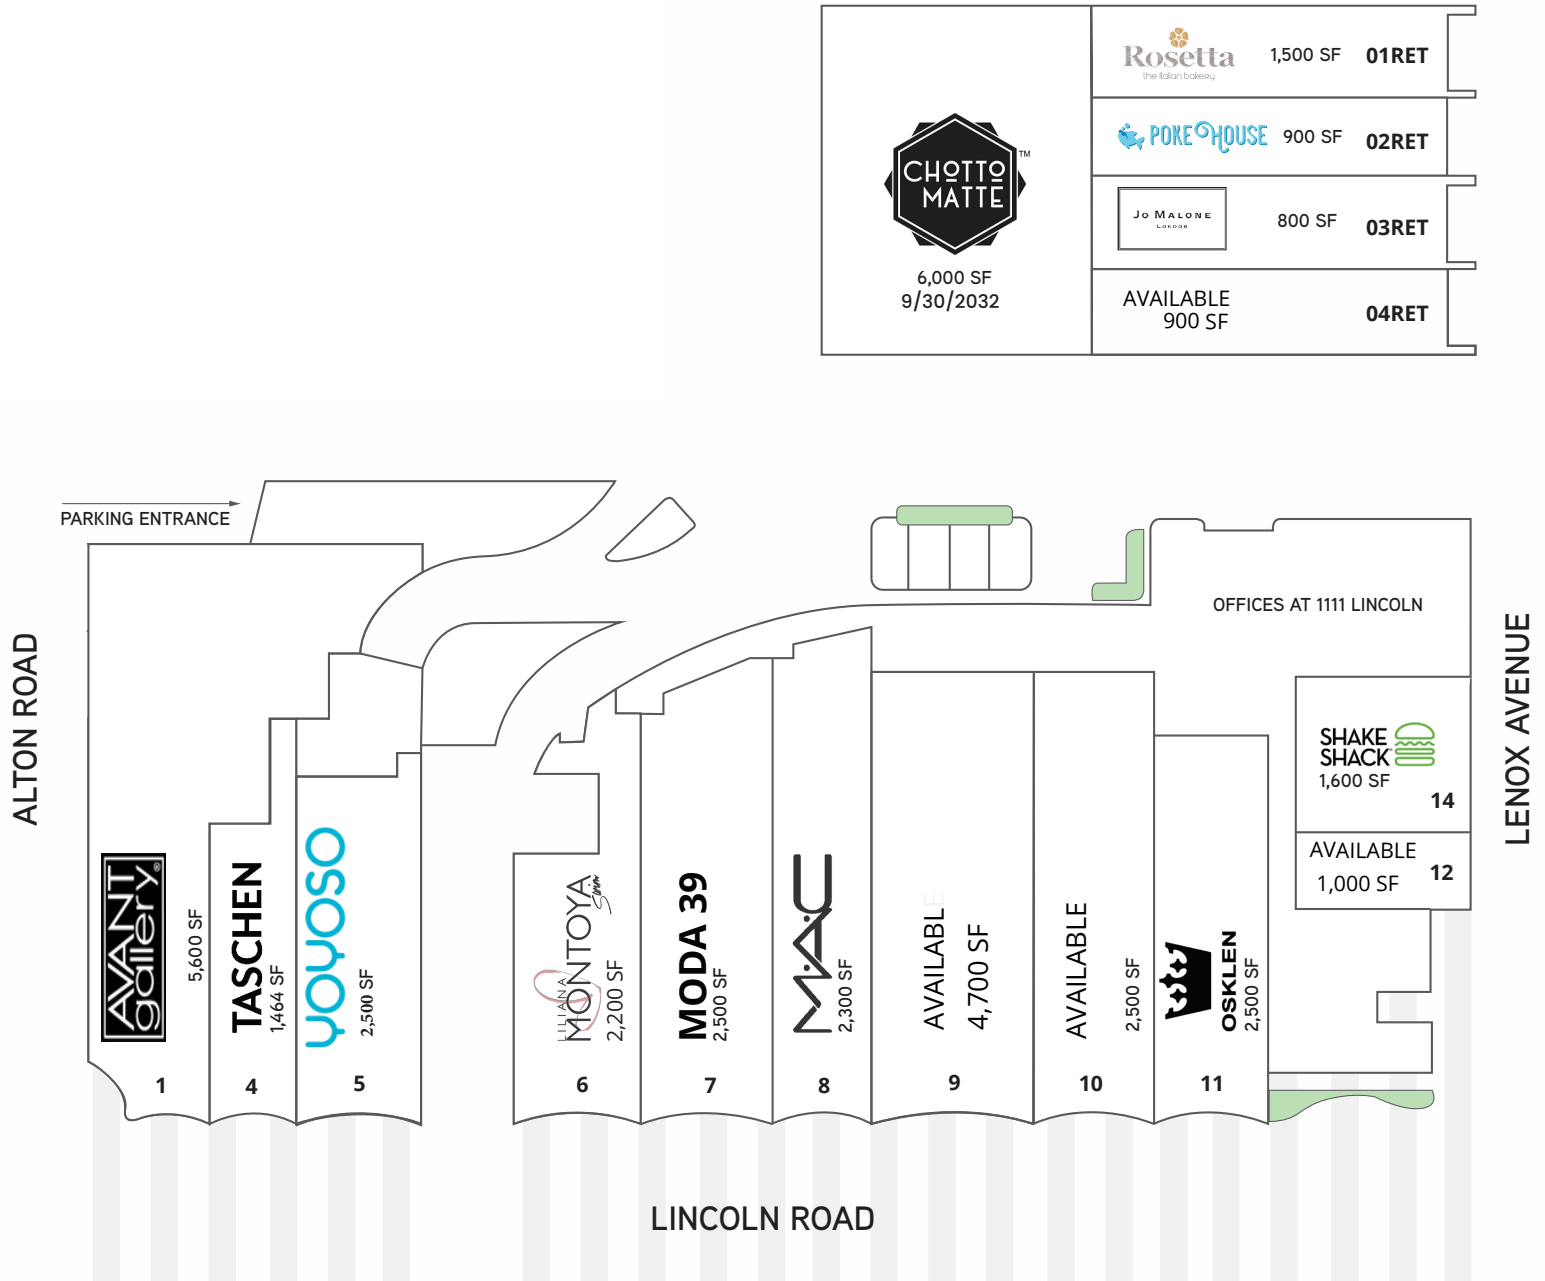 Rosetta
the italian bakery
1,500 SF
01RET
POKE HOUSE
900 SF
02RET
JO MALONE
LONDON
800 SF
03RET
AVAILABLE
900 SF
04RET
CHOTTO
MATTE
TM
6,000 SF
9/30/2032
PARKING ENTRANCE
OFFICES AT 1111 LINCOLN
ALTON ROAD
LENOX AVENUE
SHAKE
SHACK
1,600 SF
14
AVAILABLE
1,000 SF
12
AVANT
gallery®
5,600 SF
1
TASCHEN
1,464 SF
4
YOYOSO
2,500 SF
5
LILIANA
MONTOYA
Swim
2,200 SF
6
MODA 39
2,500 SF
7
MAC
2,300 SF
8
AVAILABLE
4,700 SF
9
AVAILABLE
2,500 SF
10
OSKLEN
2,500 SF
11
LINCOLN ROAD